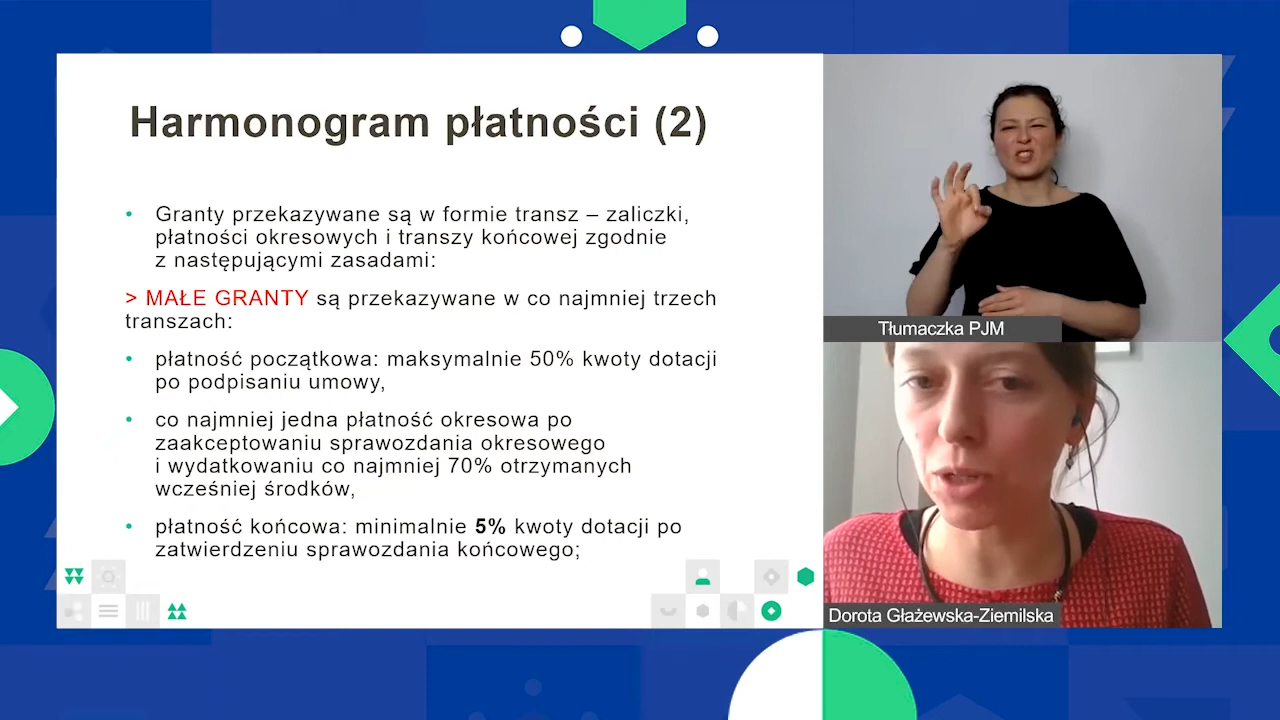 Harmonogram płatności (2)
• Granty przekazywane są w formie transz – zaliczki,
płatności okresowych i transzy końcowej zgodnie
z następującymi zasadami:
> MAŁE GRANTY są przekazywane w co najmniej trzech
transzach:
• płatność początkowa: maksymalnie 50% kwoty dotacji
po podpisaniu umowy,
• co najmniej jedna płatność okresowa po
zaakceptowaniu sprawozdania okresowego
i wydatkowaniu co najmniej 70% otrzymanych
wcześniej środków,
• płatność końcowa: minimalnie 5% kwoty dotacji po
zatwierdzeniu sprawozdania końcowego;
Tłumaczka PJM
Dorota Głażewska-Ziemilska